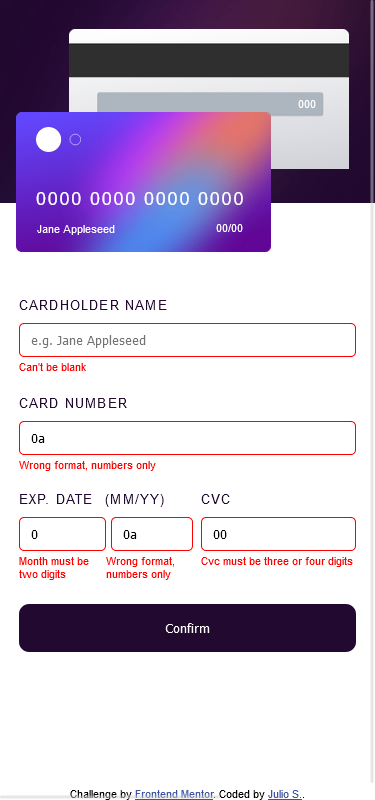 000
0000 0000 0000 0000
Jane Appleseed 00/00
CARDHOLDER NAME
e.g. Jane Appleseed
Can't be blank
CARD NUMBER
0a
Wrong format, numbers only
EXP. DATE (MM/YY) CVC
0 0a 00
Month must be two digits
Wrong format, numbers only
Cvc must be three or four digits
Confirm
Challenge by Frontend Mentor. Coded by Julio S..